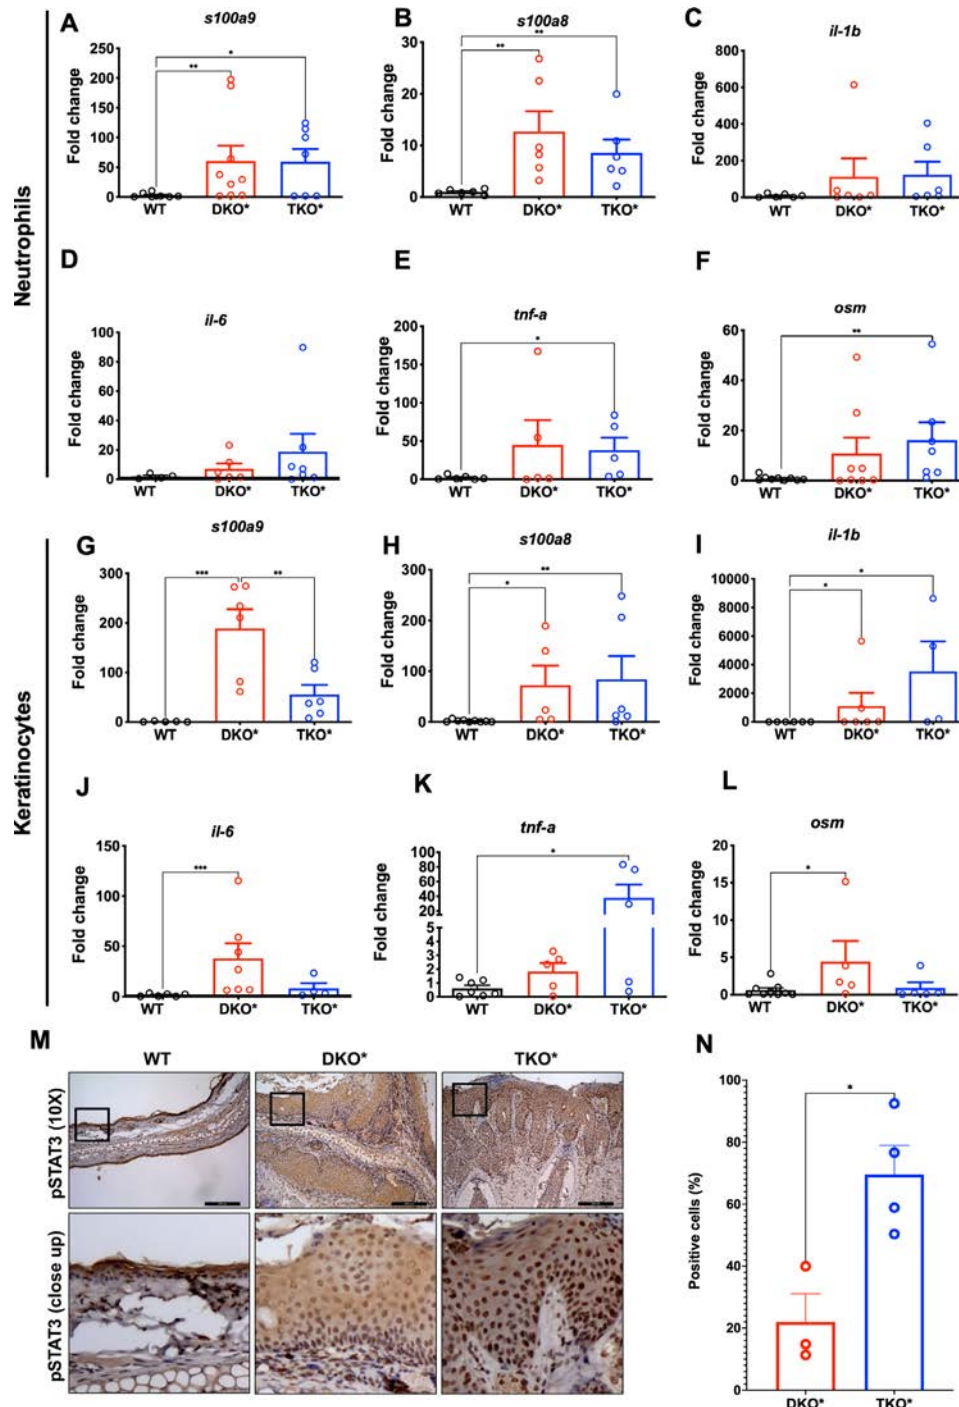 Neutrophils
A
s100a9
Fold change
250
200
150
100
50
0
*
**
WT
DKO*
TKO*
B
s100a8
Fold change
30
20
10
0
**
**
WT
DKO*
TKO*
C
il-1b
Fold change
800
600
400
200
0
WT
DKO*
TKO*
D
il-6
Fold change
100
80
60
40
20
0
WT
DKO*
TKO*
E
tnf-a
Fold change
200
150
100
50
0
*
WT
DKO*
TKO*
F
osm
Fold change
60
40
20
0
**
WT
DKO*
TKO*
Keratinocytes
G
s100a9
Fold change
300
200
100
0
***
**
WT
DKO*
TKO*
H
s100a8
Fold change
300
200
100
0
**
*
WT
DKO*
TKO*
I
il-1b
Fold change
10000
8000
6000
4000
2000
0
*
*
WT
DKO*
TKO*
J
il-6
Fold change
150
100
50
0
***
WT
DKO*
TKO*
K
tnf-a
Fold change
100
80
60
40
20
5
4
3
2
1
0
*
WT
DKO*
TKO*
L
osm
Fold change
20
15
10
5
0
*
WT
DKO*
TKO*
M
WT
DKO*
TKO*
pSTAT3 (10X)
pSTAT3 (close up)
N
Positive cells (%)
100
80
60
40
20
0
*
DKO*
TKO*